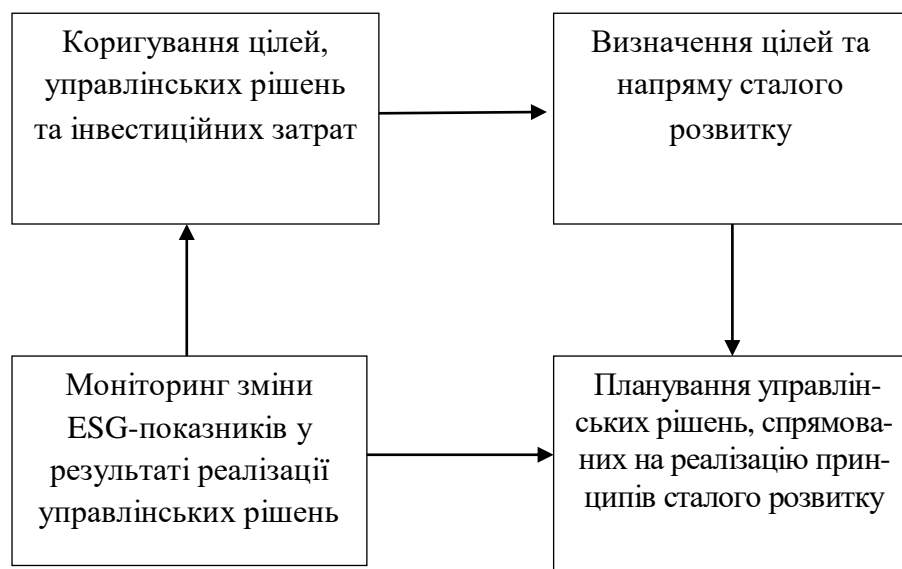 Коригування цілей,
управлінських рішень
та інвестиційних затрат
Визначення цілей та
напряму сталого
розвитку
Моніторинг зміни
ESG-показників у
результаті реалізації
управлінських рішень
Планування управлін-
ських рішень, спрямова-
них на реалізацію прин-
ципів сталого розвитку